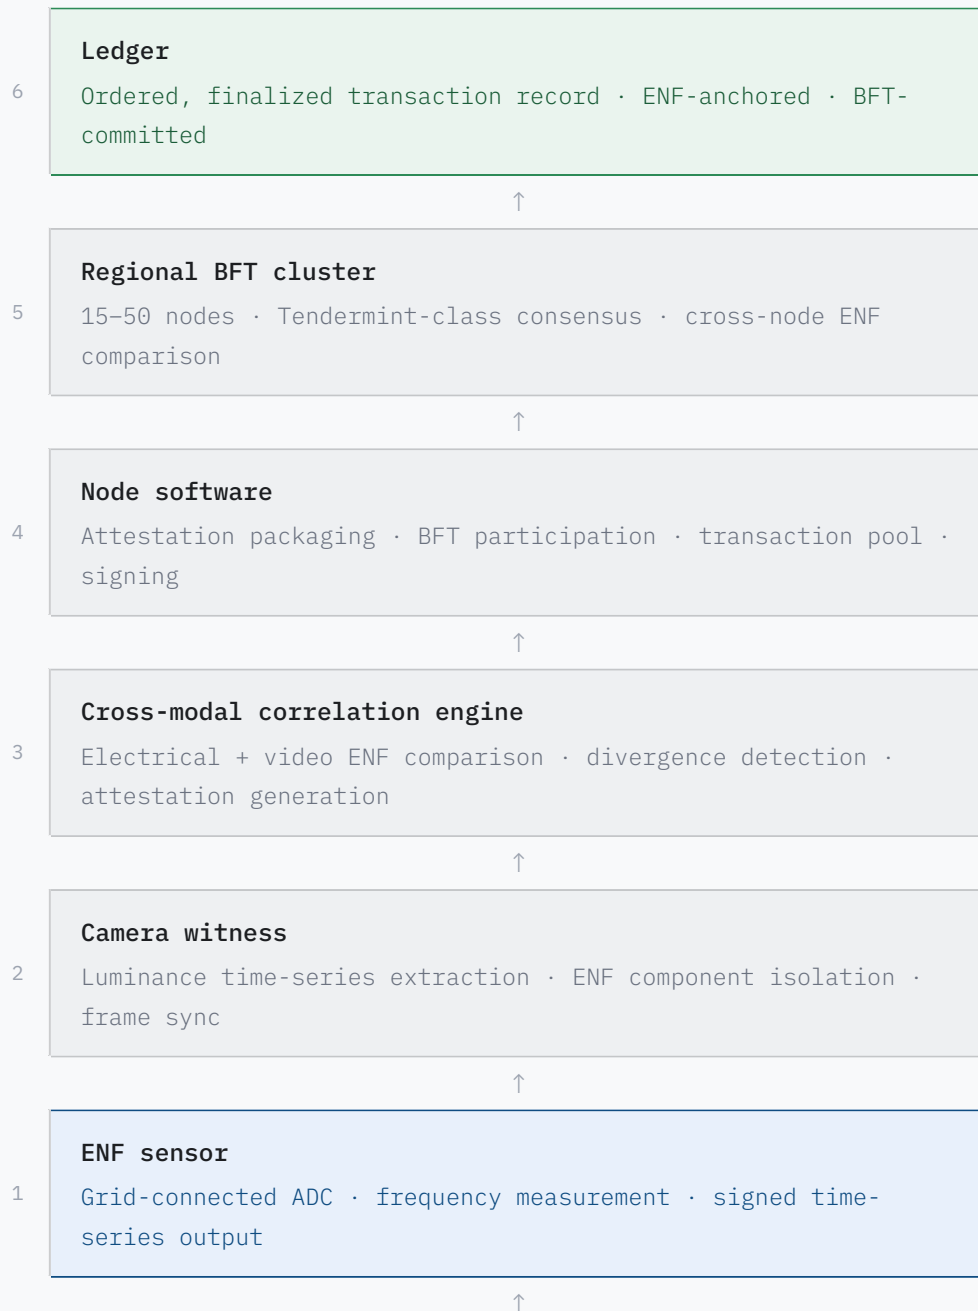 Ledger
6
Ordered, finalized transaction record · ENF-anchored · BFT-
committed
↑
Regional BFT cluster
5
15–50 nodes · Tendermint-class consensus · cross-node ENF
comparison
↑
Node software
4
Attestation packaging · BFT participation · transaction pool ·
signing
↑
Cross-modal correlation engine
3
Electrical + video ENF comparison · divergence detection ·
attestation generation
↑
Camera witness
2
Luminance time-series extraction · ENF component isolation ·
frame sync
↑
ENF sensor
1
Grid-connected ADC · frequency measurement · signed time-
series output
↑